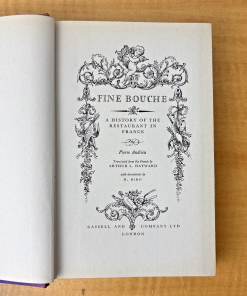 FINE BOUCHE
A HISTORY OF THE
RESTAURANT IN
FRANCE
Pierre Andrieu
Translated from the French by
ARTHUR L. HAYWARD
with decorations by
B. BIRO
CASSELL AND COMPANY LTD
LONDON